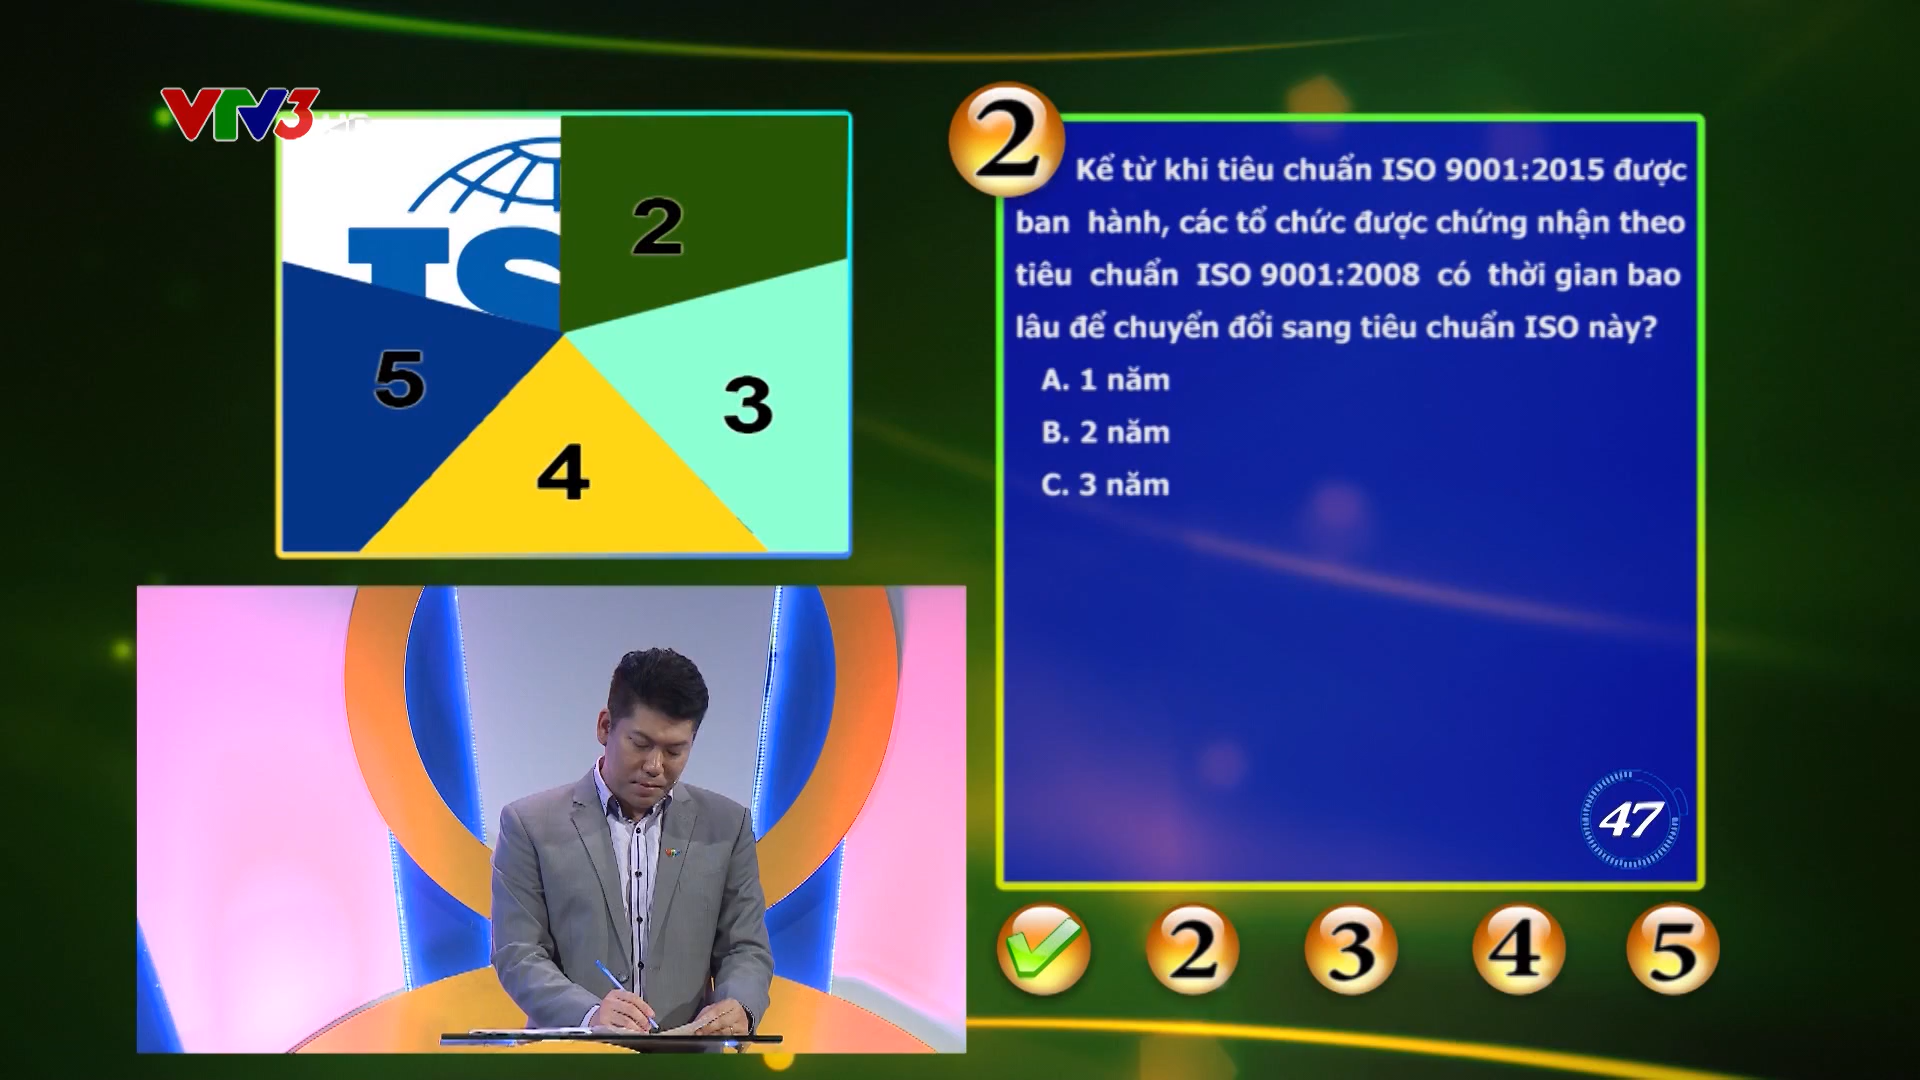 VTV3
HD
ISO
2
5
3
4
2
Kể từ khi tiêu chuẩn ISO 9001:2015 được
ban hành, các tổ chức được chứng nhận theo
tiêu chuẩn ISO 9001:2008 có thời gian bao
lâu để chuyển đổi sang tiêu chuẩn ISO này?
A. 1 năm
B. 2 năm
C. 3 năm
47
2
3
4
5